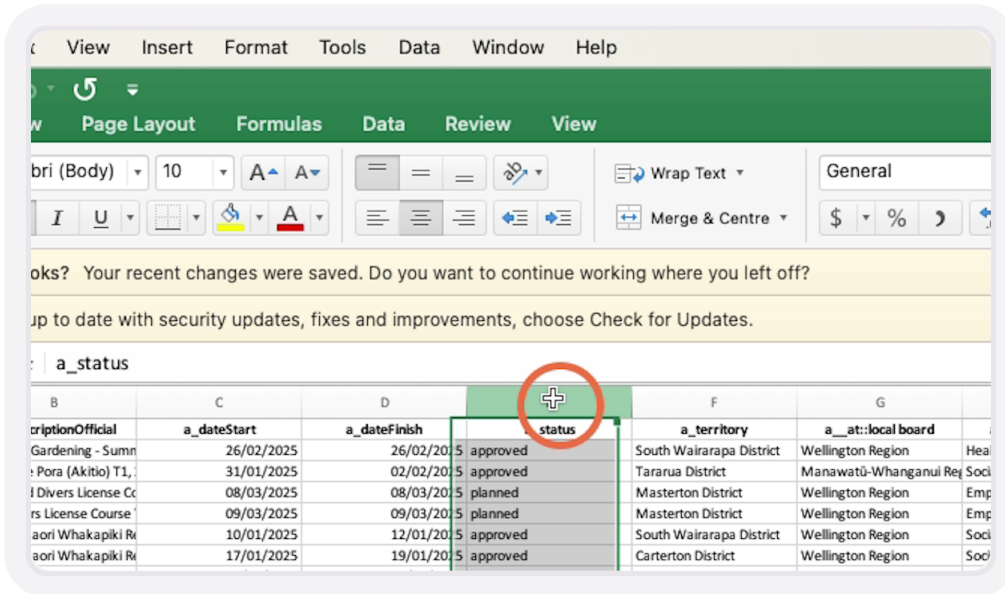 View Insert Format Tools Data Window Help
Page Layout Formulas Data Review View
bri (Body) 10 A A Wrap Text General
I U A Merge & Centre $ % )
oks? Your recent changes were saved. Do you want to continue working where you left off?
up to date with security updates, fixes and improvements, choose Check for Updates.
a_status
B C D F G
criptionOfficial a_dateStart a_dateFinish a_status a_territory a__at::local board
Gardening - Summ 26/02/2025 26/02/2025 approved South Wairarapa District Wellington Region Heal
e Pora (Akitio) T1, 31/01/2025 02/02/2025 approved Tararua District Manawatū-Whanganui Reg Socia
d Divers License Co 08/03/2025 08/03/2025 planned Masterton District Wellington Region Emp
rs License Course 09/03/2025 09/03/2025 planned Masterton District Wellington Region Emp
aori Whakapiki Re 10/01/2025 12/01/2025 approved South Wairarapa District Wellington Region Soci
aori Whakapiki Re 17/01/2025 19/01/2025 approved Carterton District Wellington Region Soci